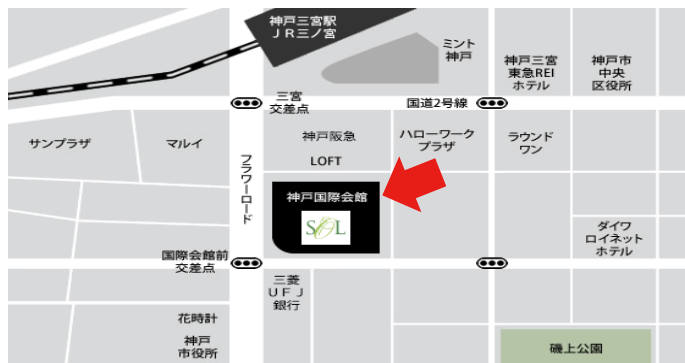 神戸三宮駅
ＪＲ三ノ宮
ミント
神戸
神戸三宮
東急REI
ホテル
神戸市
中央
区役所
三宮
交差点
国道2号線
サンプラザ
マルイ
フラワーロード
神戸阪急
LOFT
ハローワーク
プラザ
ラウンド
ワン
神戸国際会館
SOL
ダイワ
ロイネット
ホテル
国際会館前
交差点
三菱
ＵＦＪ
銀行
花時計
神戸
市役所
磯上公園